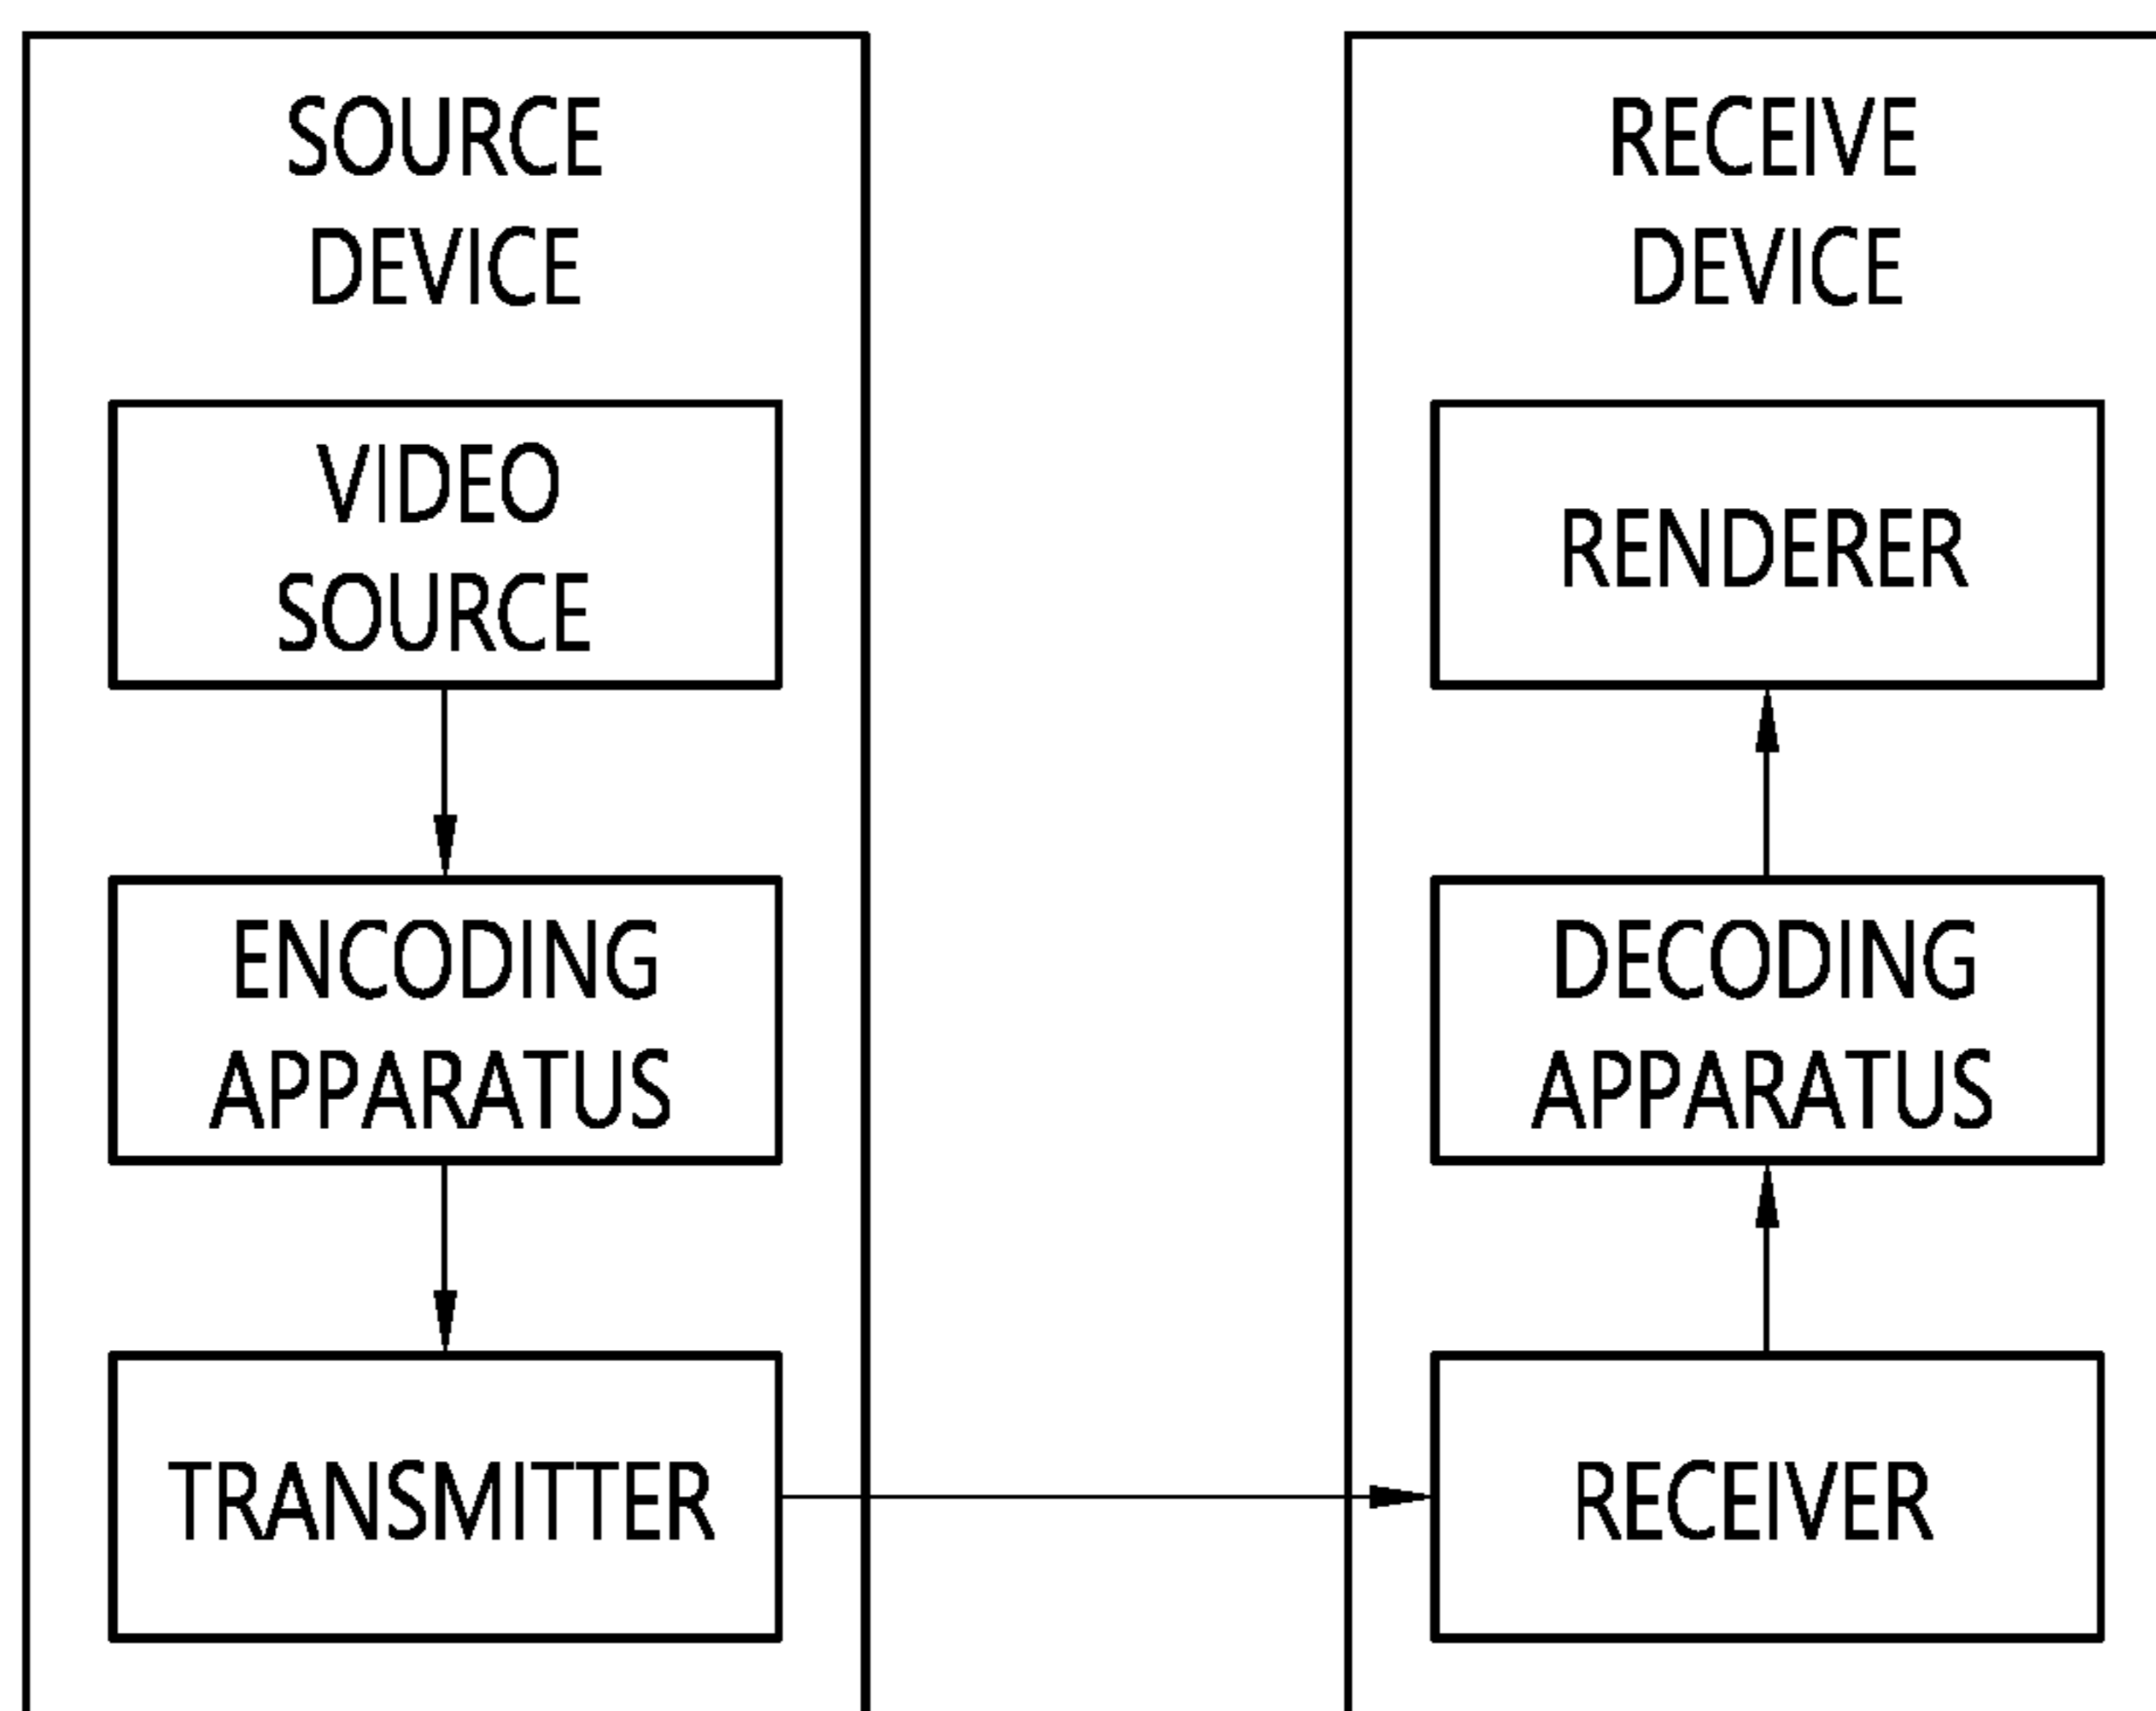 SOURCE
DEVICE
VIDEO
SOURCE
ENCODING
APPARATUS
TRANSMITTER
RECEIVE
DEVICE
RENDERER
DECODING
APPARATUS
RECEIVER